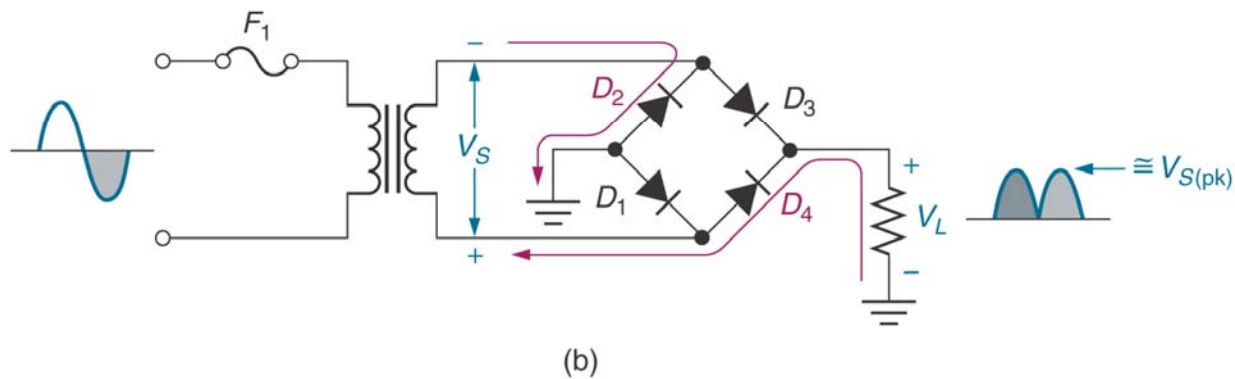 F1
−
D2
D3
VS
+
≅ VS(pk)
D1
D4
VL
+
−
(b)